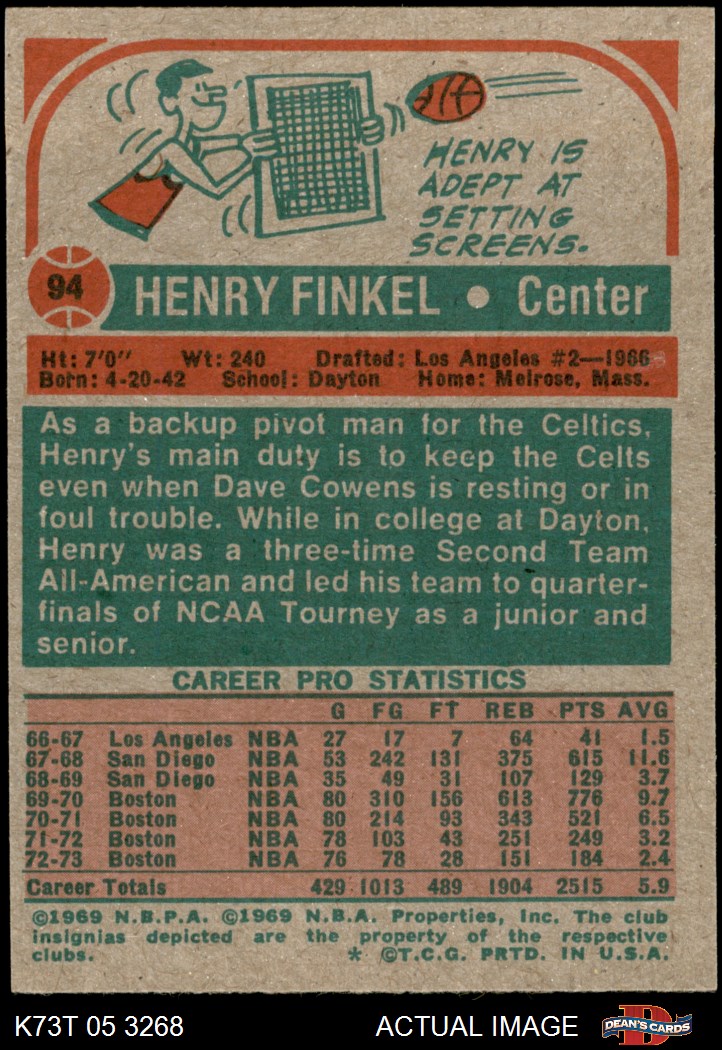 HENRY IS
ADEPT AT
SETTING
SCREENS.
94 HENRY FINKEL • Center
Ht: 7'0" Wt: 240 Drafted: Los Angeles #2—1966
Born: 4-20-42 School: Dayton Home: Melrose, Mass.
As a backup pivot man for the Celtics,
Henry's main duty is to keep the Celts
even when Dave Cowens is resting or in
foul trouble. While in college at Dayton,
Henry was a three-time Second Team
All-American and led his team to quarter-
finals of NCAA Tourney as a junior and
senior.
CAREER PRO STATISTICS
G FG FT REB PTS AVG
66-67 Los Angeles NBA 27 17 7 64 41 1.5
67-68 San Diego NBA 53 242 131 375 615 11.6
68-69 San Diego NBA 35 49 31 107 129 3.7
69-70 Boston NBA 80 310 156 613 776 9.7
70-71 Boston NBA 80 214 93 343 521 6.5
71-72 Boston NBA 78 103 43 251 249 3.2
72-73 Boston NBA 76 78 28 151 184 2.4
Career Totals 429 1013 489 1904 2515 5.9
©1969 N.B.P.A. ©1969 N.B.A. Properties, Inc. The club
insignias depicted are the property of the respective
clubs. * ©T.C.G. PRTD. IN U.S.A.
K73T 05 3268 ACTUAL IMAGE DEAN'S CARDS